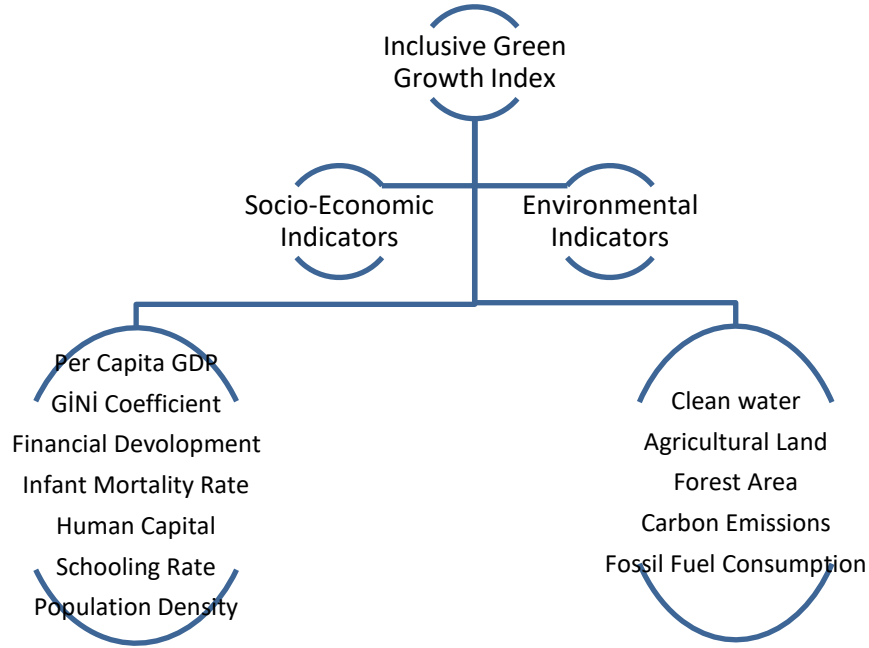 Inclusive Green
Growth Index
Socio-Economic
Indicators
Environmental
Indicators
Per Capita GDP
GİNİ Coefficient
Financial Devolopment
Infant Mortality Rate
Human Capital
Schooling Rate
Population Density
Clean water
Agricultural Land
Forest Area
Carbon Emissions
Fossil Fuel Consumption